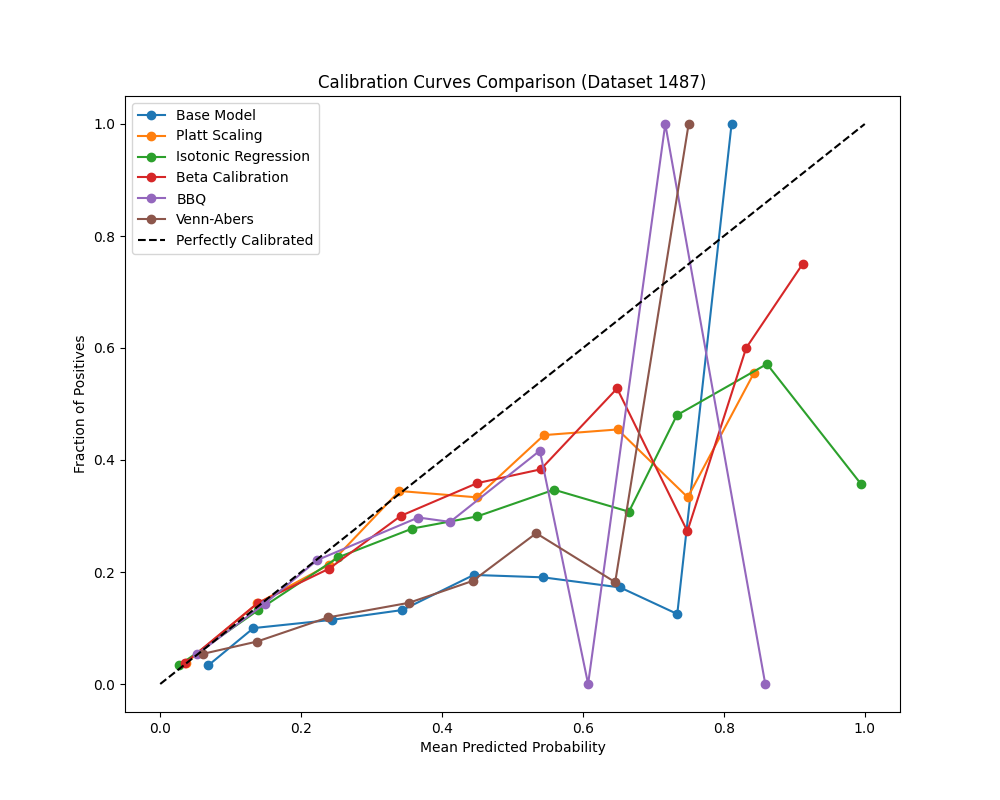 Calibration Curves Comparison (Dataset 1487)
Base Model
Platt Scaling
Isotonic Regression
Beta Calibration
BBQ
Venn-Abers
Perfectly Calibrated
Fraction of Positives
1.0
0.8
0.6
0.4
0.2
0.0
0.0 0.2 0.4 0.6 0.8 1.0
Mean Predicted Probability